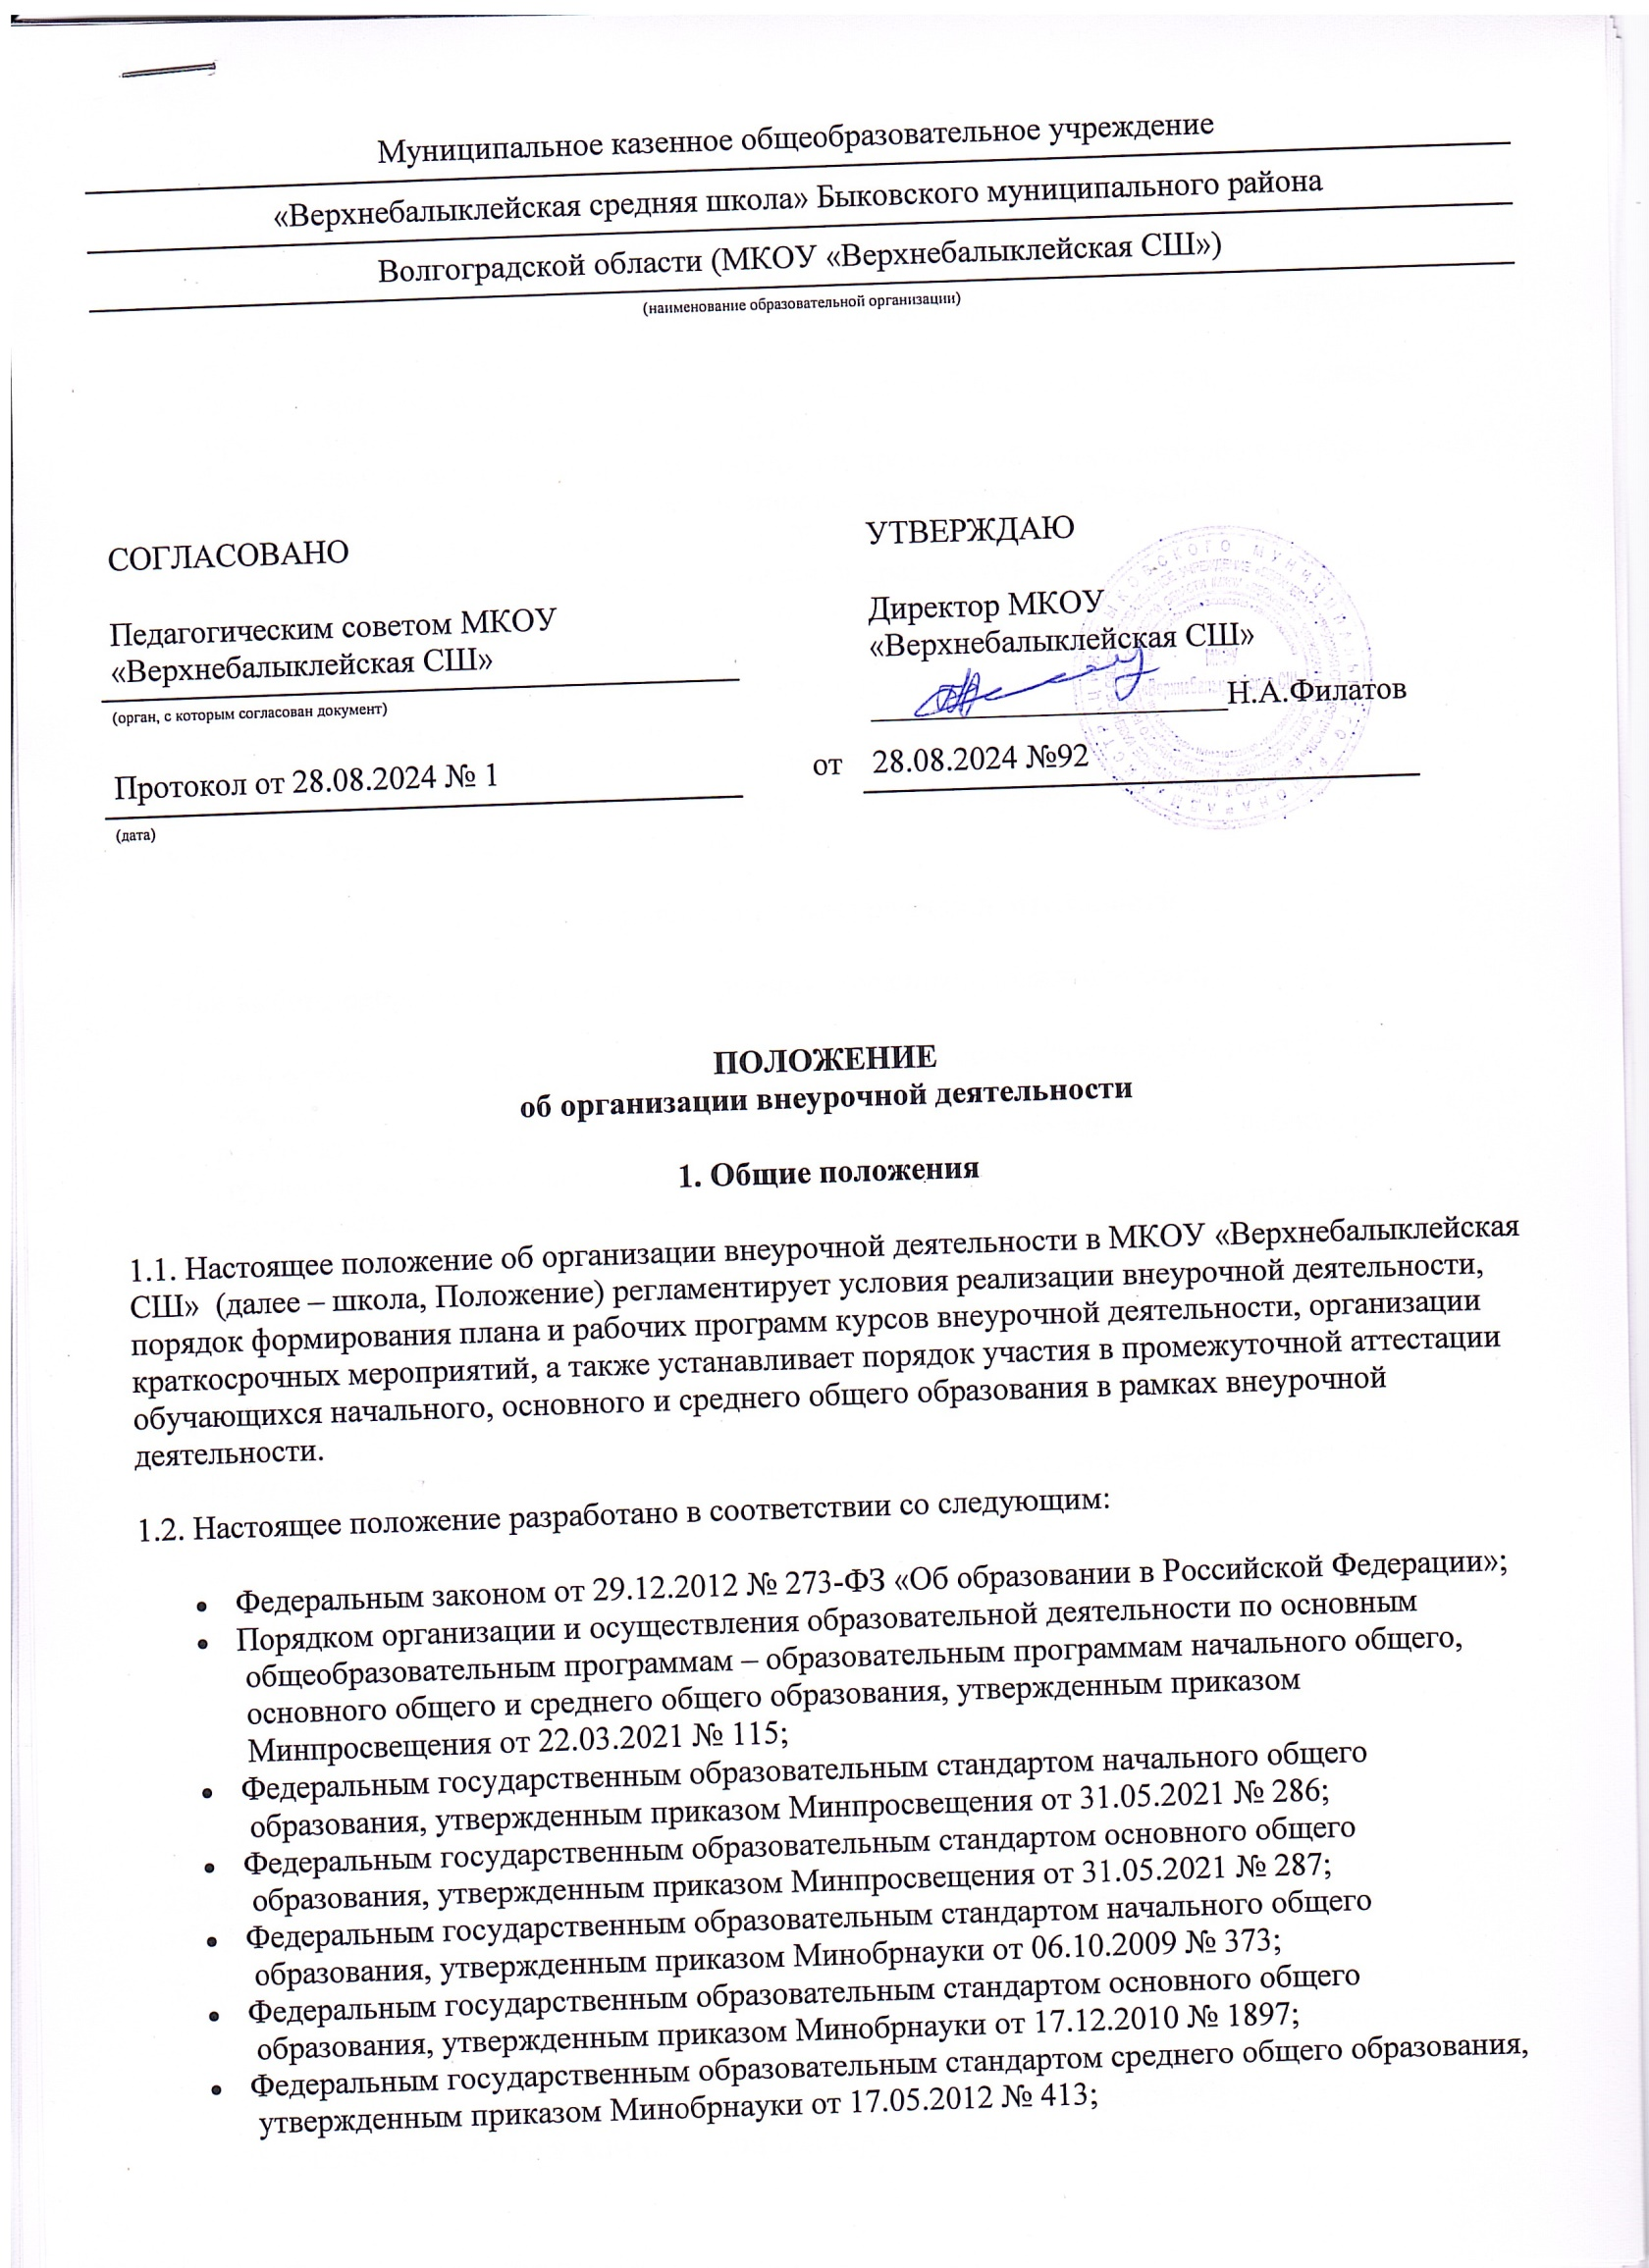 Муниципальное казенное общеобразовательное учреждение
«Верхнебалыклейская средняя школа» Быковского муниципального района
Волгоградской области (МКОУ «Верхнебалыклейская СШ»)
(наименование образовательной организации)
СОГЛАСОВАНО
Педагогическим советом МКОУ
«Верхнебалыклейская СШ»
(орган, с которым согласован документ)
Протокол от 28.08.2024 № 1
(дата)
УТВЕРЖДАЮ
Директор МКОУ
«Верхнебалыклейская СШ»
Н.А.Филатов
от 28.08.2024 №92
ПОЛОЖЕНИЕ
об организации внеурочной деятельности
1. Общие положения
1.1. Настоящее положение об организации внеурочной деятельности в МКОУ «Верхнебалыклейская
СШ» (далее – школа, Положение) регламентирует условия реализации внеурочной деятельности,
порядок формирования плана и рабочих программ курсов внеурочной деятельности, организации
краткосрочных мероприятий, а также устанавливает порядок участия в промежуточной аттестации
обучающихся начального, основного и среднего общего образования в рамках внеурочной
деятельности.
1.2. Настоящее положение разработано в соответствии со следующим:
• Федеральным законом от 29.12.2012 № 273-ФЗ «Об образовании в Российской Федерации»;
• Порядком организации и осуществления образовательной деятельности по основным
общеобразовательным программам – образовательным программам начального общего,
основного общего и среднего общего образования, утвержденным приказом
Минпросвещения от 22.03.2021 № 115;
• Федеральным государственным образовательным стандартом начального общего
образования, утвержденным приказом Минпросвещения от 31.05.2021 № 286;
• Федеральным государственным образовательным стандартом основного общего
образования, утвержденным приказом Минпросвещения от 31.05.2021 № 287;
• Федеральным государственным образовательным стандартом начального общего
образования, утвержденным приказом Минобрнауки от 06.10.2009 № 373;
• Федеральным государственным образовательным стандартом основного общего
образования, утвержденным приказом Минобрнауки от 17.12.2010 № 1897;
• Федеральным государственным образовательным стандартом среднего общего образования,
утвержденным приказом Минобрнауки от 17.05.2012 № 413;